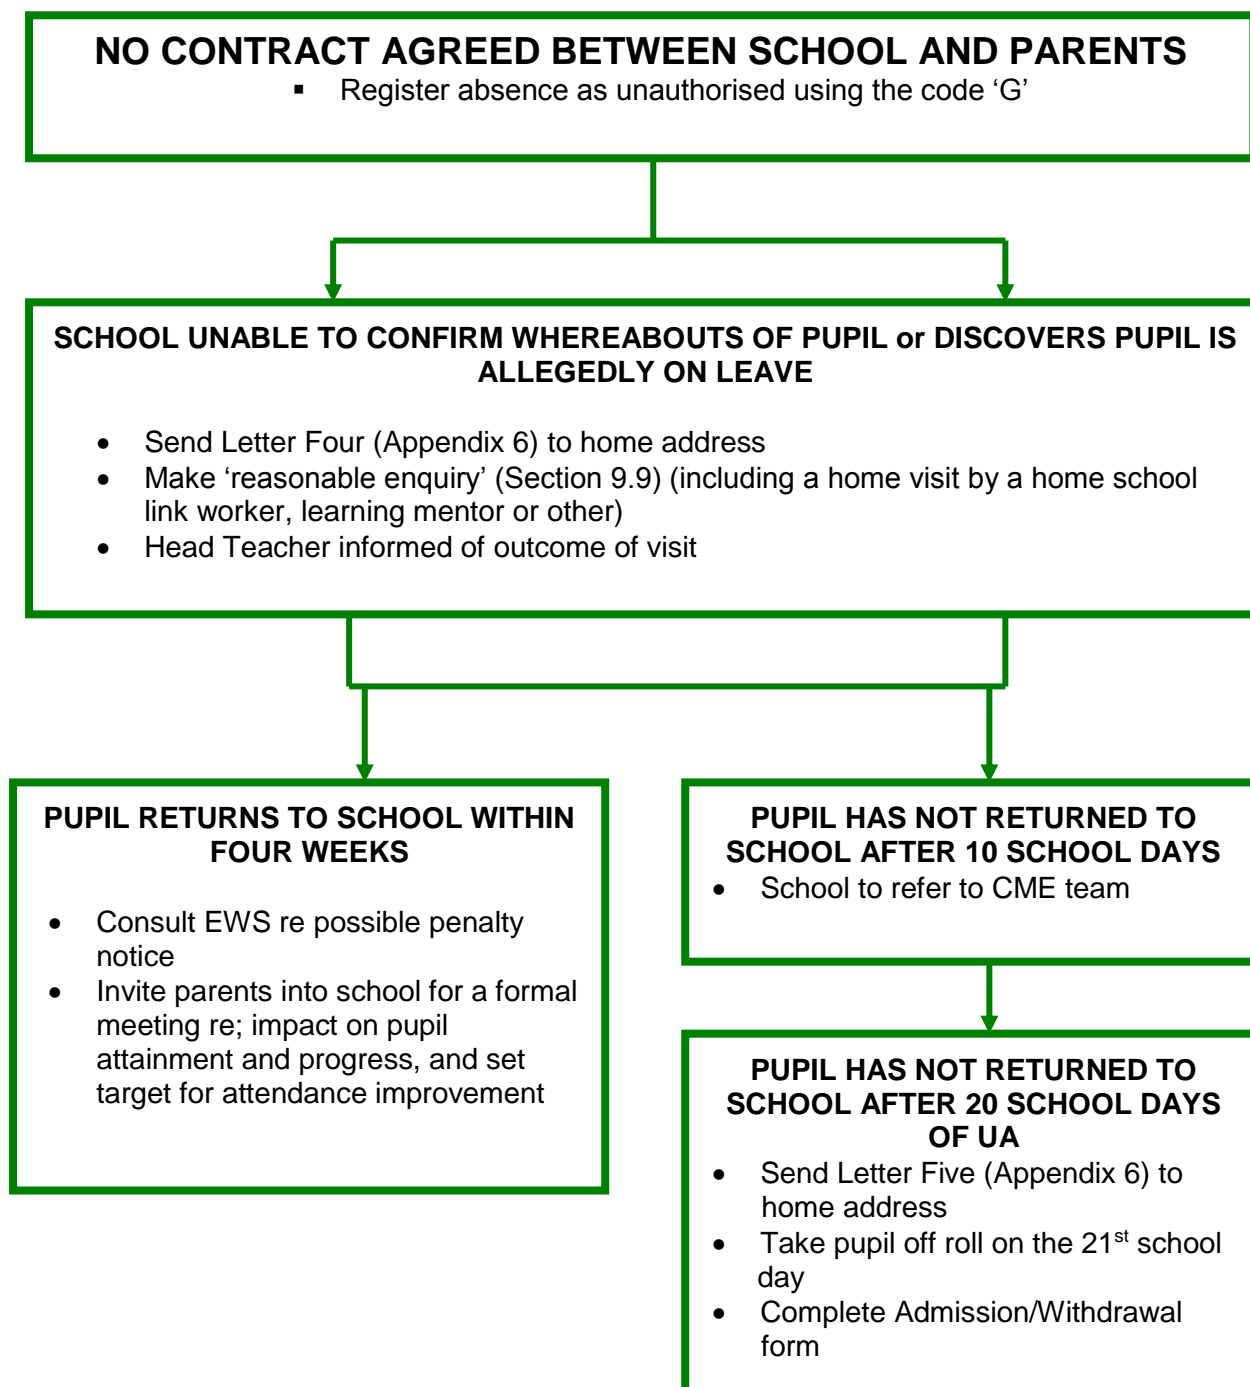 NO CONTRACT AGREED BETWEEN SCHOOL AND PARENTS
▪ Register absence as unauthorised using the code ‘G’
SCHOOL UNABLE TO CONFIRM WHEREABOUTS OF PUPIL or DISCOVERS PUPIL IS
ALLEGEDLY ON LEAVE
• Send Letter Four (Appendix 6) to home address
• Make ‘reasonable enquiry’ (Section 9.9) (including a home visit by a home school
link worker, learning mentor or other)
• Head Teacher informed of outcome of visit
PUPIL RETURNS TO SCHOOL WITHIN
FOUR WEEKS
• Consult EWS re possible penalty
notice
• Invite parents into school for a formal
meeting re; impact on pupil
attainment and progress, and set
target for attendance improvement
PUPIL HAS NOT RETURNED TO
SCHOOL AFTER 10 SCHOOL DAYS
• School to refer to CME team
PUPIL HAS NOT RETURNED TO
SCHOOL AFTER 20 SCHOOL DAYS
OF UA
• Send Letter Five (Appendix 6) to
home address
• Take pupil off roll on the 21st school
day
• Complete Admission/Withdrawal
form